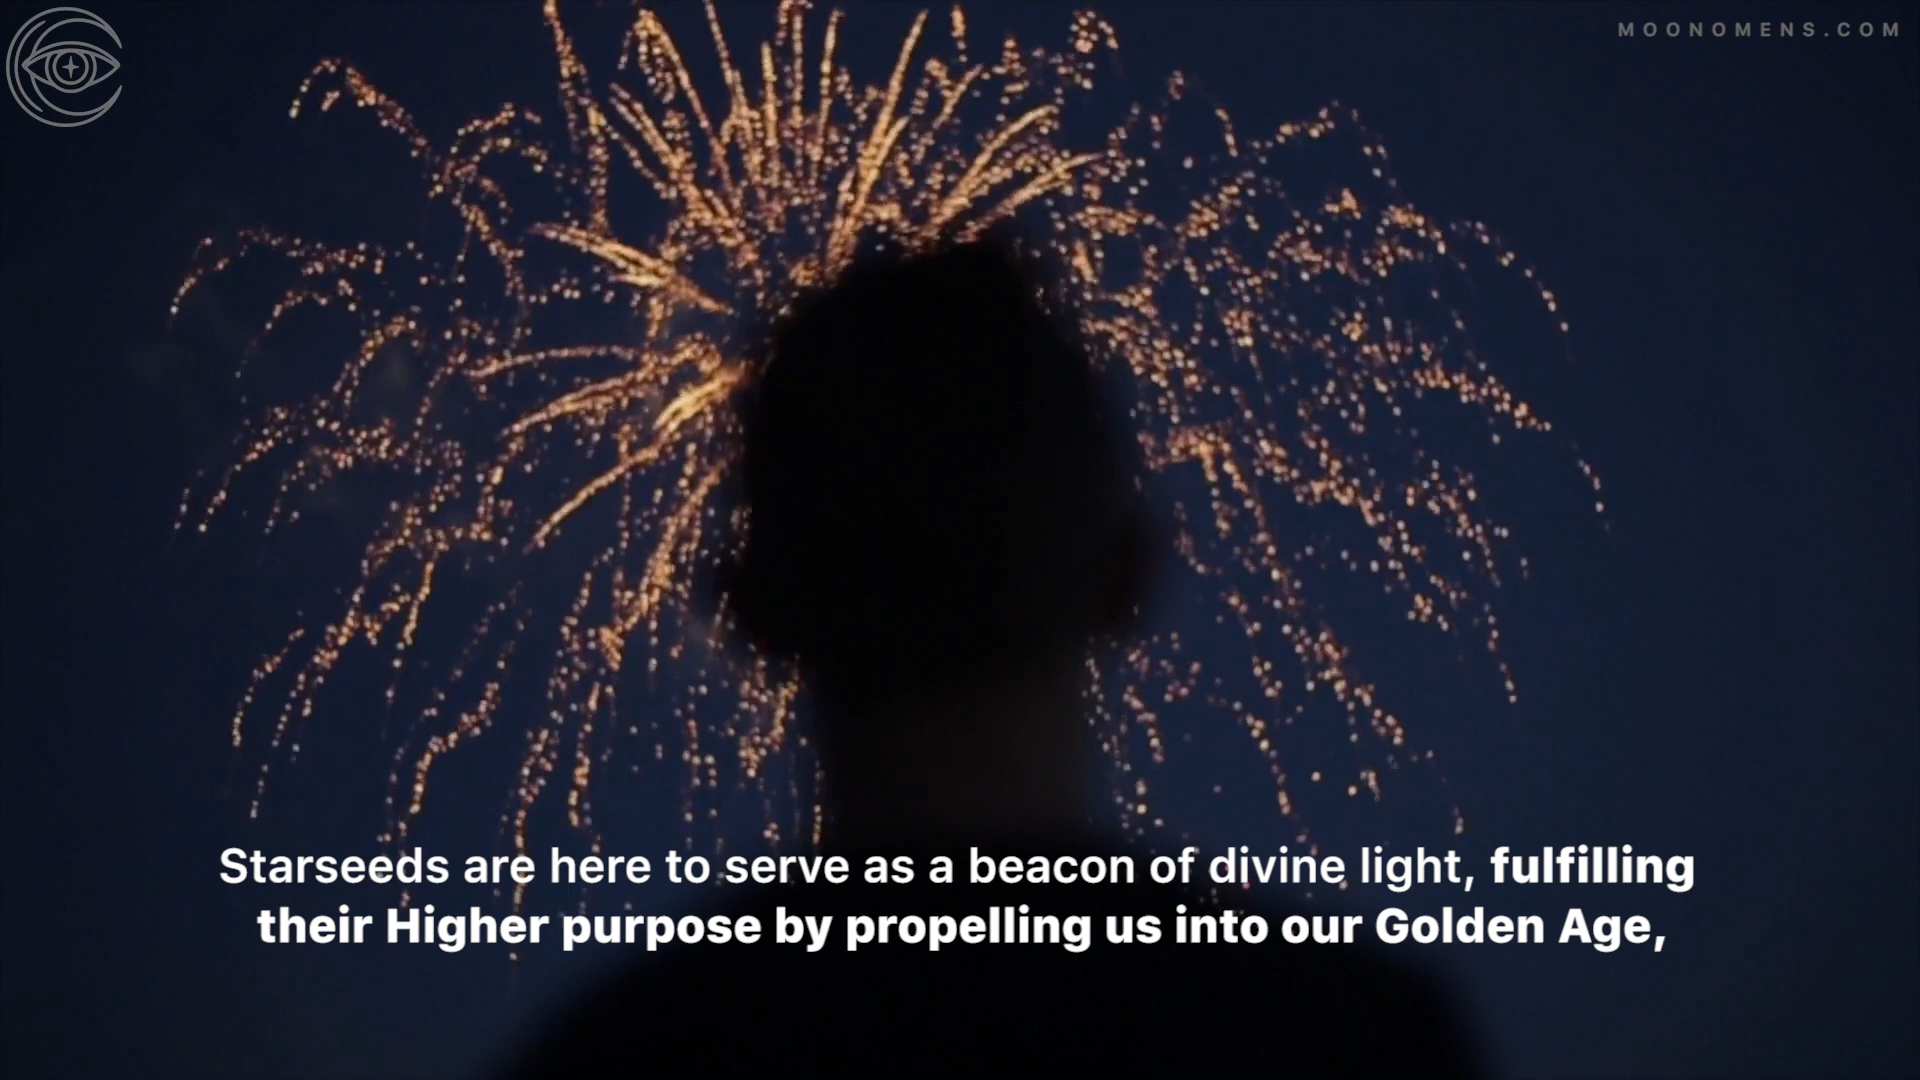 MOONOMENS.COM
Starseeds are here to serve as a beacon of divine light, fulfilling
their Higher purpose by propelling us into our Golden Age,